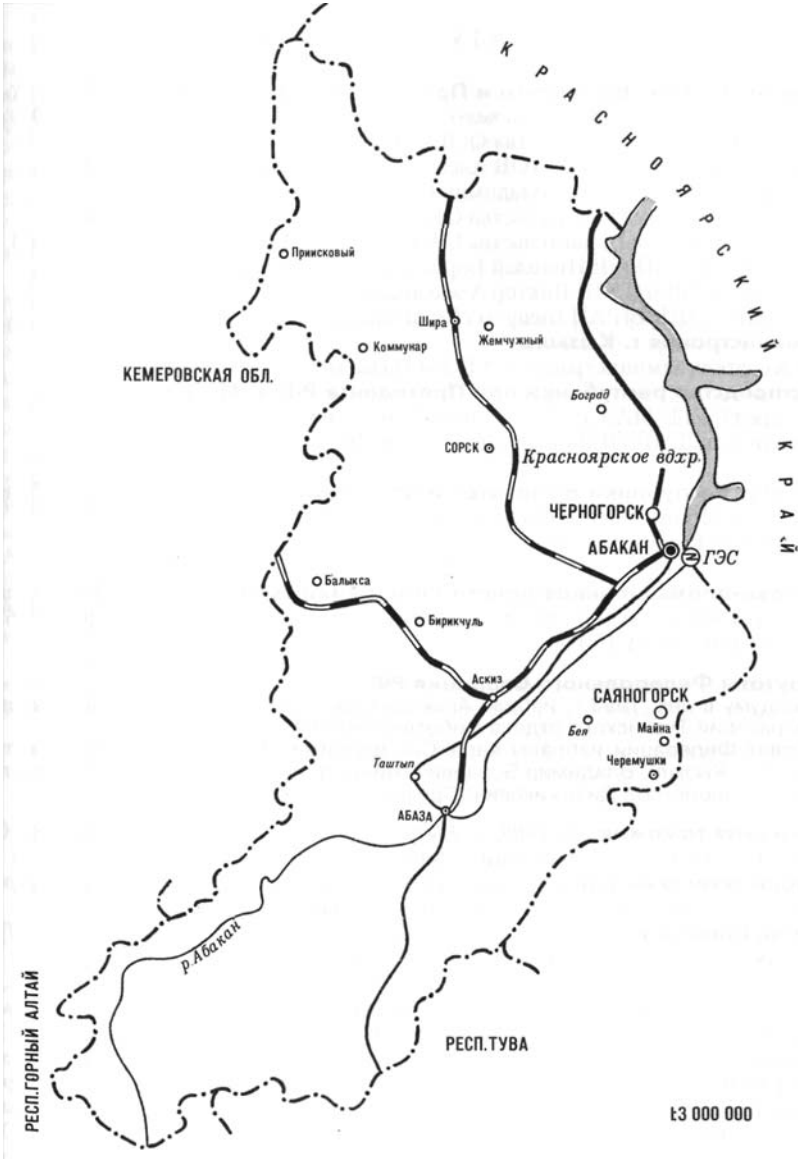 КРАСНОЯРСКИЙ КРАЙ
Приисковый
Шира
Жемчужный
Коммунар
КЕМЕРОВСКАЯ ОБЛ.
Боград
СОРСК
Красноярское вдхр.
ЧЕРНОГОРСК
АБАКАН
ГЭС
Балыкса
Бирикчуль
Аскиз
САЯНОГОРСК
Бея
Майна
Таштып
Черемушки
АБАЗА
р.Абакан
РЕСП.ГОРНЫЙ АЛТАЙ
РЕСП.ТУВА
1:3 000 000